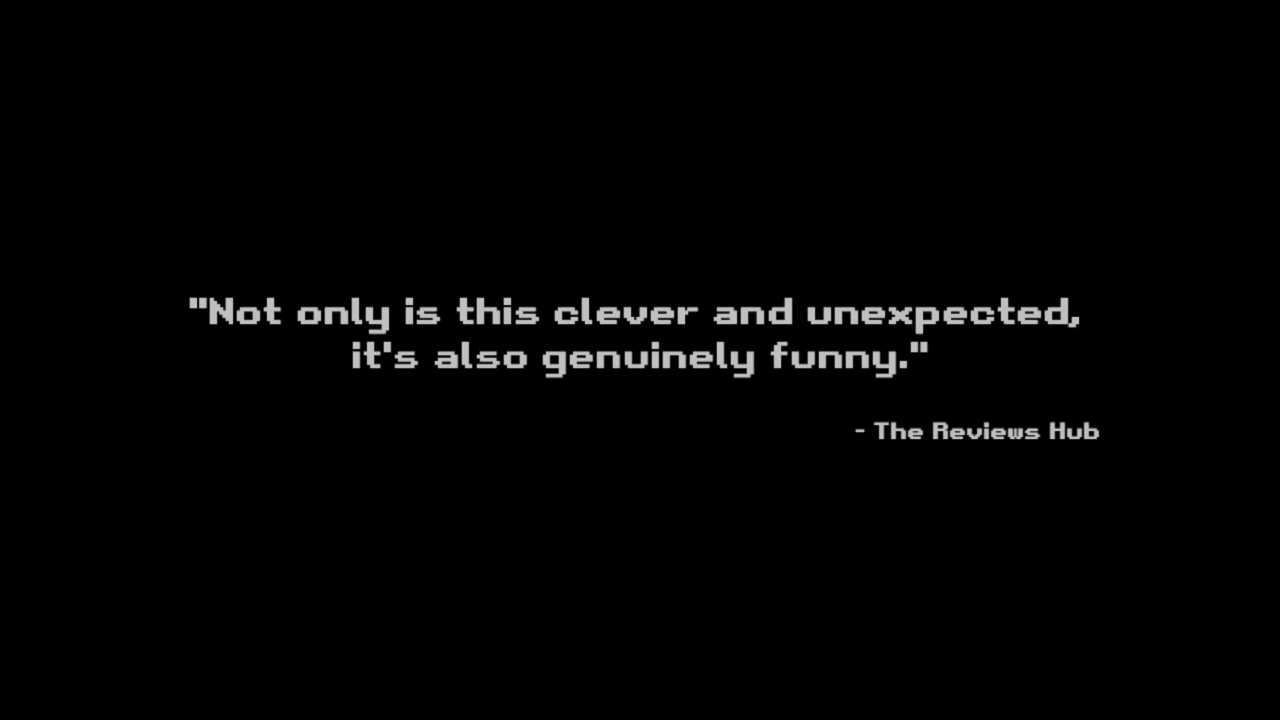 "Not only is this clever and unexpected,
it's also genuinely funny."
- The Reviews Hub